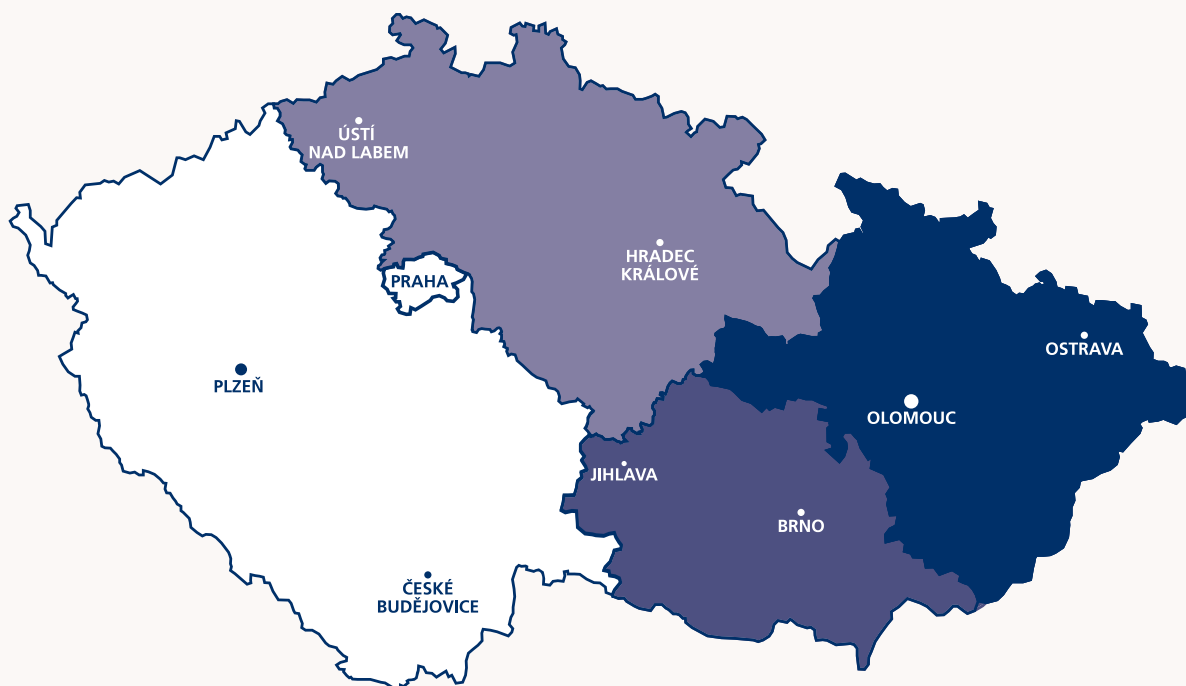 ÚSTÍ
NAD LABEM
HRADEC
KRÁLOVÉ
PRAHA
OSTRAVA
PLZEŇ
OLOMOUC
JIHLAVA
BRNO
ČESKÉ
BUDĚJOVICE